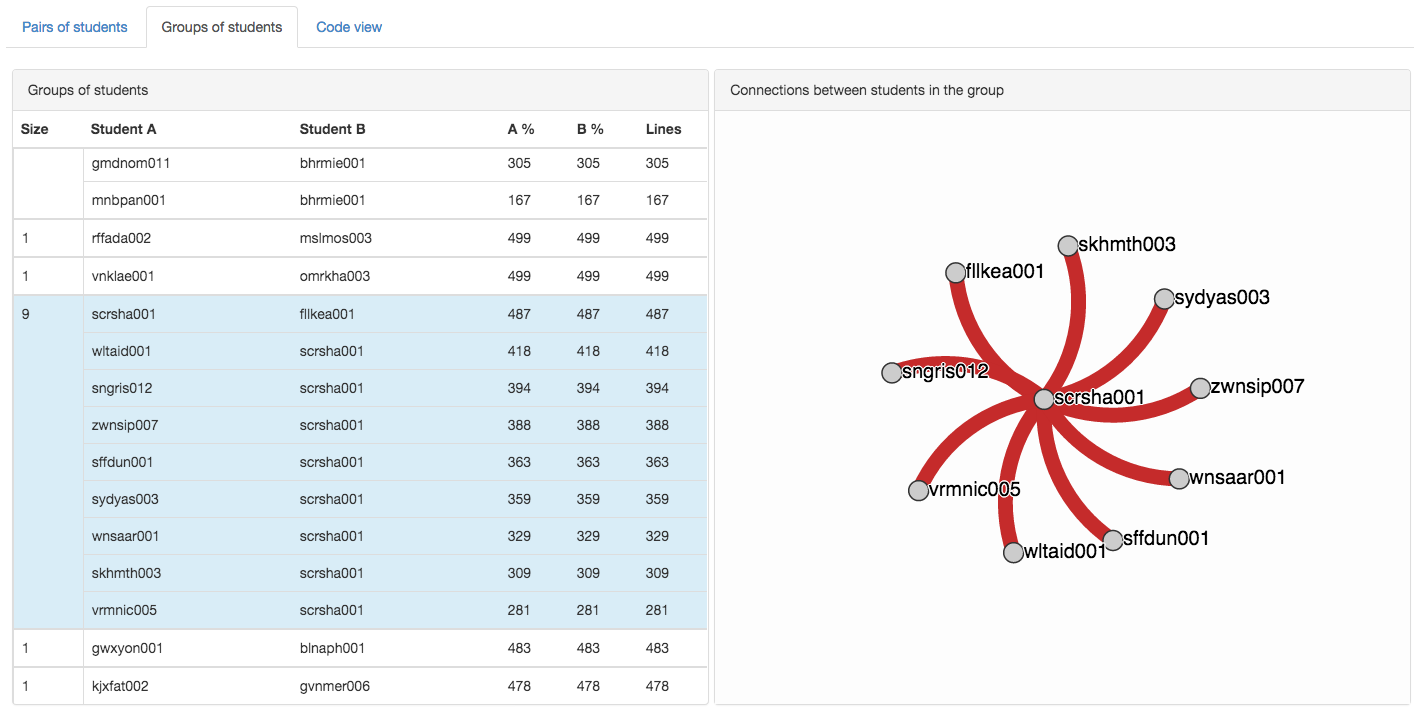 Pairs of students Groups of students Code view
Groups of students
Size Student A Student B A % B % Lines
gmdnom011 bhrmie001 305 305 305
mnbpan001 bhrmie001 167 167 167
1 rffada002 mslmos003 499 499 499
1 vnklae001 omrkha003 499 499 499
9 scrsha001 fllkea001 487 487 487
wltaid001 scrsha001 418 418 418
sngris012 scrsha001 394 394 394
zwnsip007 scrsha001 388 388 388
sffdun001 scrsha001 363 363 363
sydyas003 scrsha001 359 359 359
wnsaar001 scrsha001 329 329 329
skhmth003 scrsha001 309 309 309
vrmnic005 scrsha001 281 281 281
1 gwxyon001 blnaph001 483 483 483
1 kjxfat002 gvnmer006 478 478 478
Connections between students in the group
skhmth003
fllkea001
sydyas003
sngris012
zwnsip007
scrsha001
wnsaar001
vrmnic005
sffdun001
wltaid001